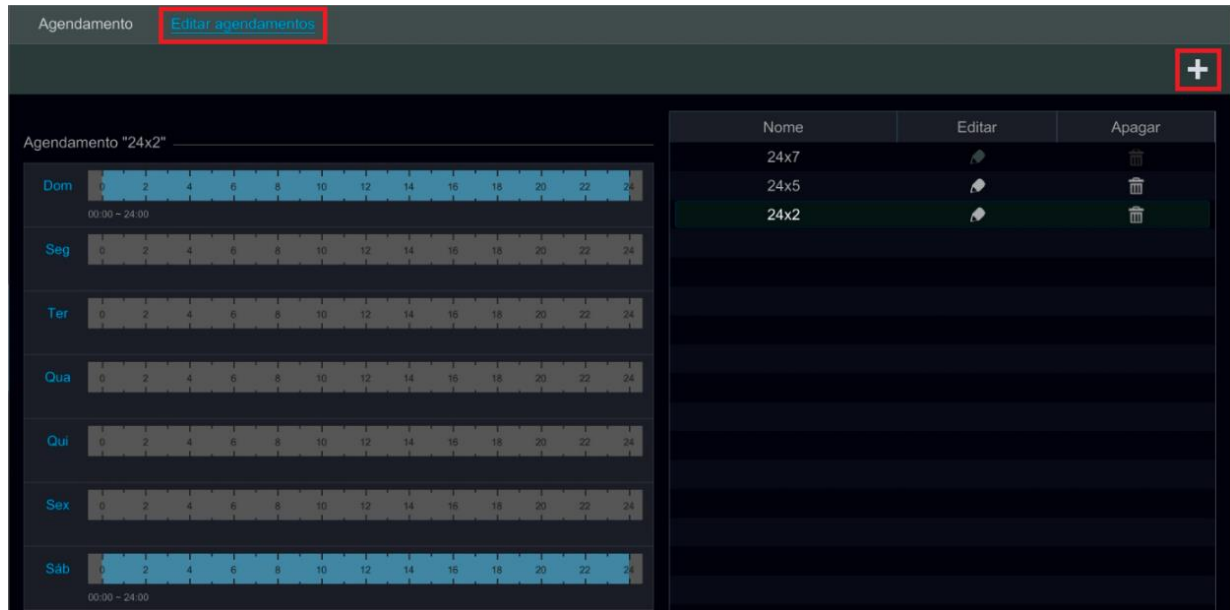 Agendamento Editar agendamentos
+
Agendamento "24x2"
Dom 0 2 4 6 8 10 12 14 16 18 20 22 24
00:00 ~ 24:00
Seg 0 2 4 6 8 10 12 14 16 18 20 22 24
Ter 0 2 4 6 8 10 12 14 16 18 20 22 24
Qua 0 2 4 6 8 10 12 14 16 18 20 22 24
Qui 0 2 4 6 8 10 12 14 16 18 20 22 24
Sex 0 2 4 6 8 10 12 14 16 18 20 22 24
Sáb 0 2 4 6 8 10 12 14 16 18 20 22 24
00:00 ~ 24:00
Nome Editar Apagar
24x7
24x5
24x2